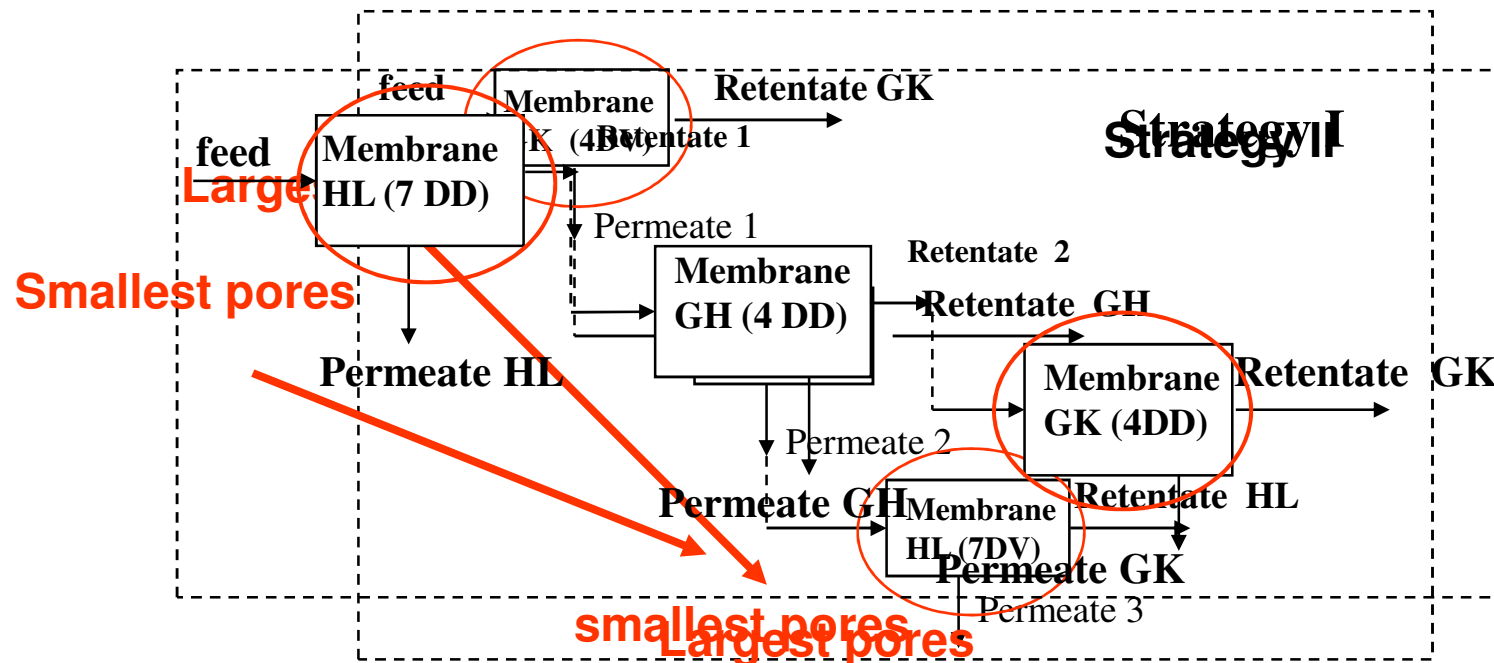 feed
Membrane
(4DV)
Retentate GK
Retentate 1
Strategy I
Strategy II
feed
Membrane
HL (7 DD)
Permeate 1
Smallest pores
Membrane
GH (4 DD)
Retentate 2
Retentate GH
Permeate HL
Membrane
GK (4DD)
Retentate GK
Permeate 2
Permeate GH
Membrane
HL (7DV)
Retentate HL
Permeate GK
Permeate 3
smallest pores
Largest pores